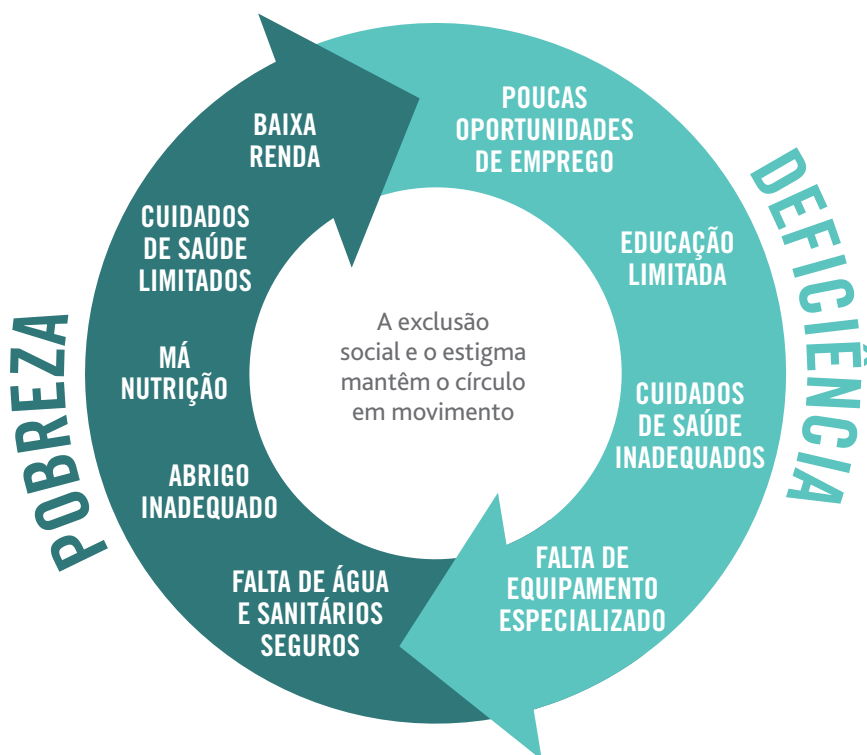 POUCAS
OPORTUNIDADES
DE EMPREGO
EDUCAÇÃO
LIMITADA
CUIDADOS
DE SAÚDE
INADEQUADOS
FALTA DE
EQUIPAMENTO
ESPECIALIZADO
DEFICIÊNCIA
FALTA DE ÁGUA
E SANITÁRIOS
SEGUROS
ABRIGO
INADEQUADO
MÁ
NUTRIÇÃO
CUIDADOS
DE SAÚDE
LIMITADOS
BAIXA
RENDA
POBREZA
A exclusão
social e o estigma
mantêm o círculo
em movimento